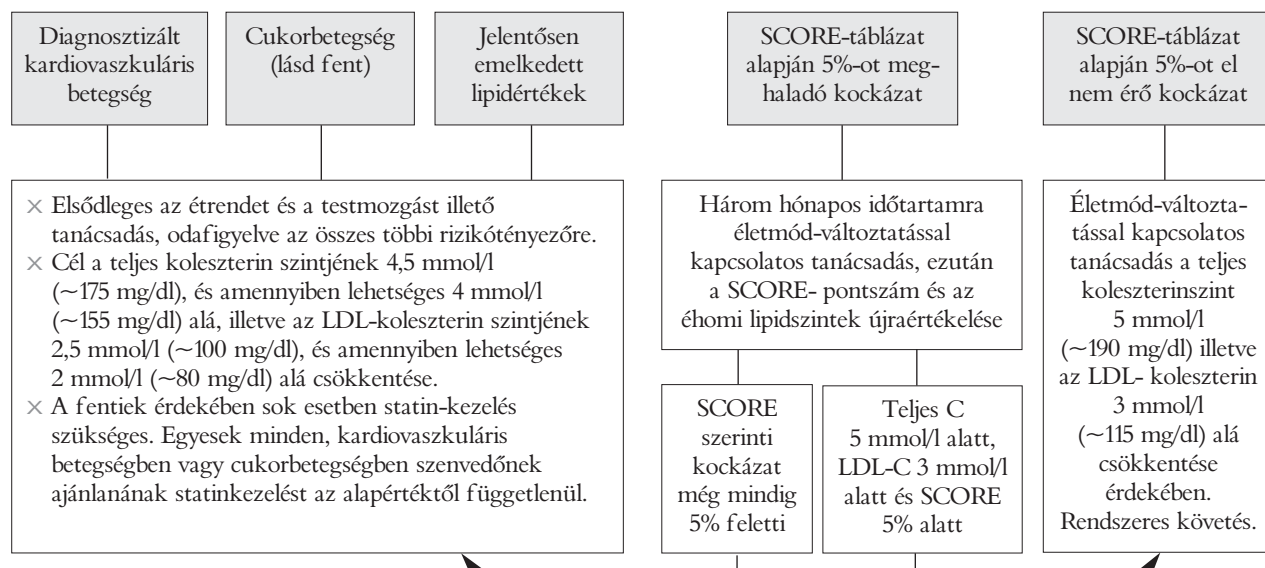 Diagnosztizált
kardiovaszkuláris
betegség
Cukorbetegség
(lásd fent)
Jelentősen
emelkedett
lipidértékek
SCORE-táblázat
alapján 5%-ot meg-
haladó kockázat
SCORE-táblázat
alapján 5%-ot el
nem érő kockázat
× Elsődleges az étrendet és a testmozgást illető
tanácsadás, odafigyelve az összes többi rizikótényezőre.
× Cél a teljes koleszterin szintjének 4,5 mmol/l
(~175 mg/dl), és amennyiben lehetséges 4 mmol/l
(~155 mg/dl) alá, illetve az LDL-koleszterin szintjének
2,5 mmol/l (~100 mg/dl), és amennyiben lehetséges
2 mmol/l (~80 mg/dl) alá csökkentése.
× A fentiek érdekében sok esetben statin-kezelés
szükséges. Egyesek minden, kardiovaszkuláris
betegségben vagy cukorbetegségben szenvedőnek
ajánlanának statinkezelést az alapértéktől függetlenül.
Három hónapos időtartamra
életmód-változtatással
kapcsolatos tanácsadás, ezután
a SCORE- pontszám és az
éhomi lipidszintek újraértékelése
SCORE
szerinti
kockázat
még mindig
5% feletti
Teljes C
5 mmol/l alatt,
LDL-C 3 mmol/l
alatt és SCORE
5% alatt
Életmód-változta-
tással kapcsolatos
tanácsadás a teljes
koleszterinszint
5 mmol/l
(~190 mg/dl) illetve
az LDL- koleszterin
3 mmol/l
(~115 mg/dl) alá
csökkentése
érdekében.
Rendszeres követés.